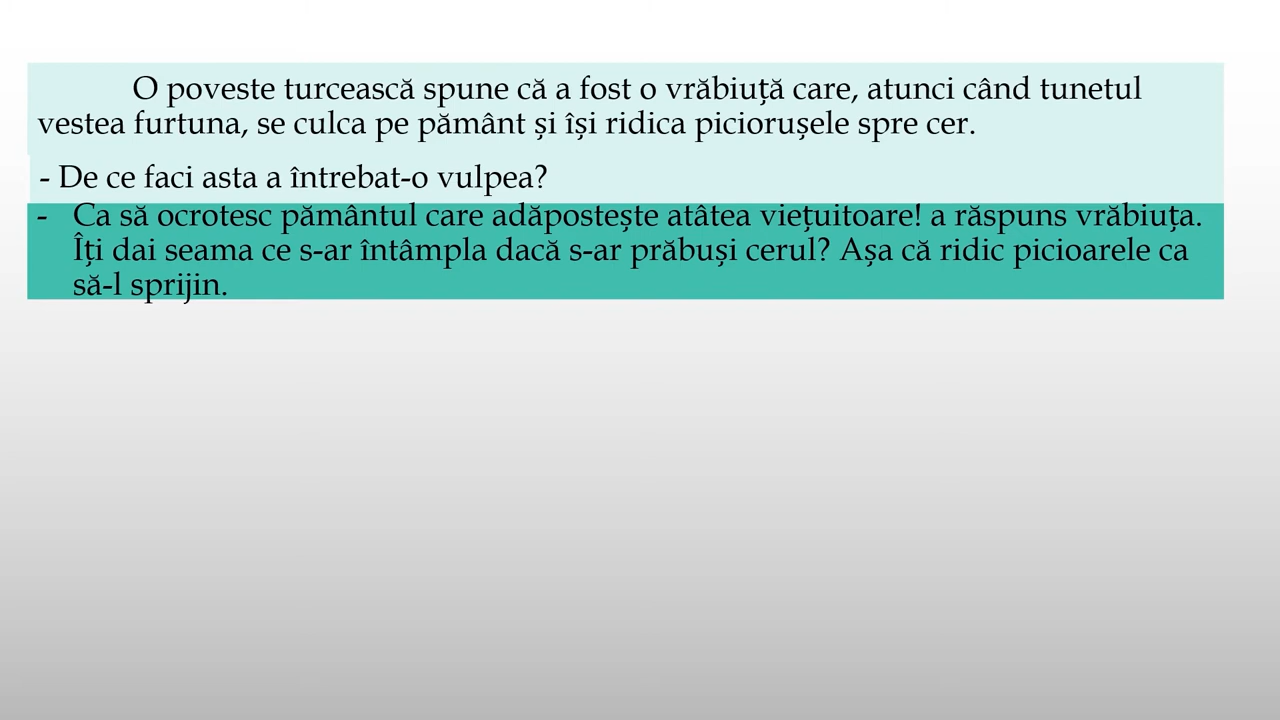 O poveste turcească spune că a fost o vrăbiuță care, atunci când tunetul
vestea furtuna, se culca pe pământ și își ridica piciorușele spre cer.
- De ce faci asta a întrebat-o vulpea?
- Ca să ocrotesc pământul care adăpostește atâtea viețuitoare! a răspuns vrăbiuța.
Îți dai seama ce s-ar întâmpla dacă s-ar prăbuși cerul? Așa că ridic picioarele ca
să-l sprijin.